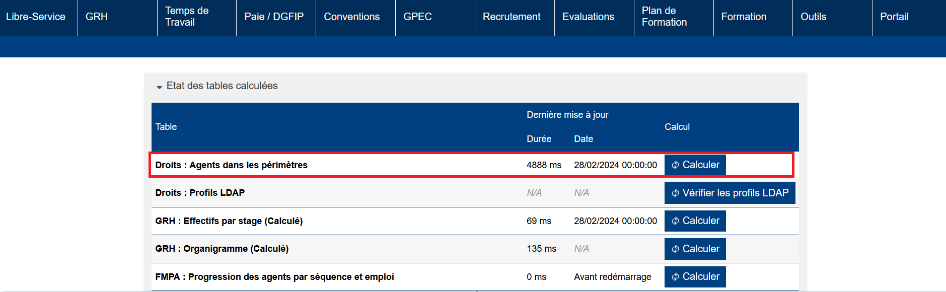 Libre-Service GRH Temps de Travail Paie / DGFIP Conventions GPEC Recrutement Evaluations Plan de Formation Formation Outils Portail
Etat des tables calculées
Dernière mise à jour
Table Durée Date Calcul
Droits : Agents dans les périmètres 4888 ms 28/02/2024 00:00:00 Calculer
Droits : Profils LDAP N/A N/A Vérifier les profils LDAP
GRH : Effectifs par stage (Calculé) 69 ms 28/02/2024 00:00:00 Calculer
GRH : Organigramme (Calculé) 135 ms N/A Calculer
FMPA : Progression des agents par séquence et emploi 0 ms Avant redémarrage Calculer